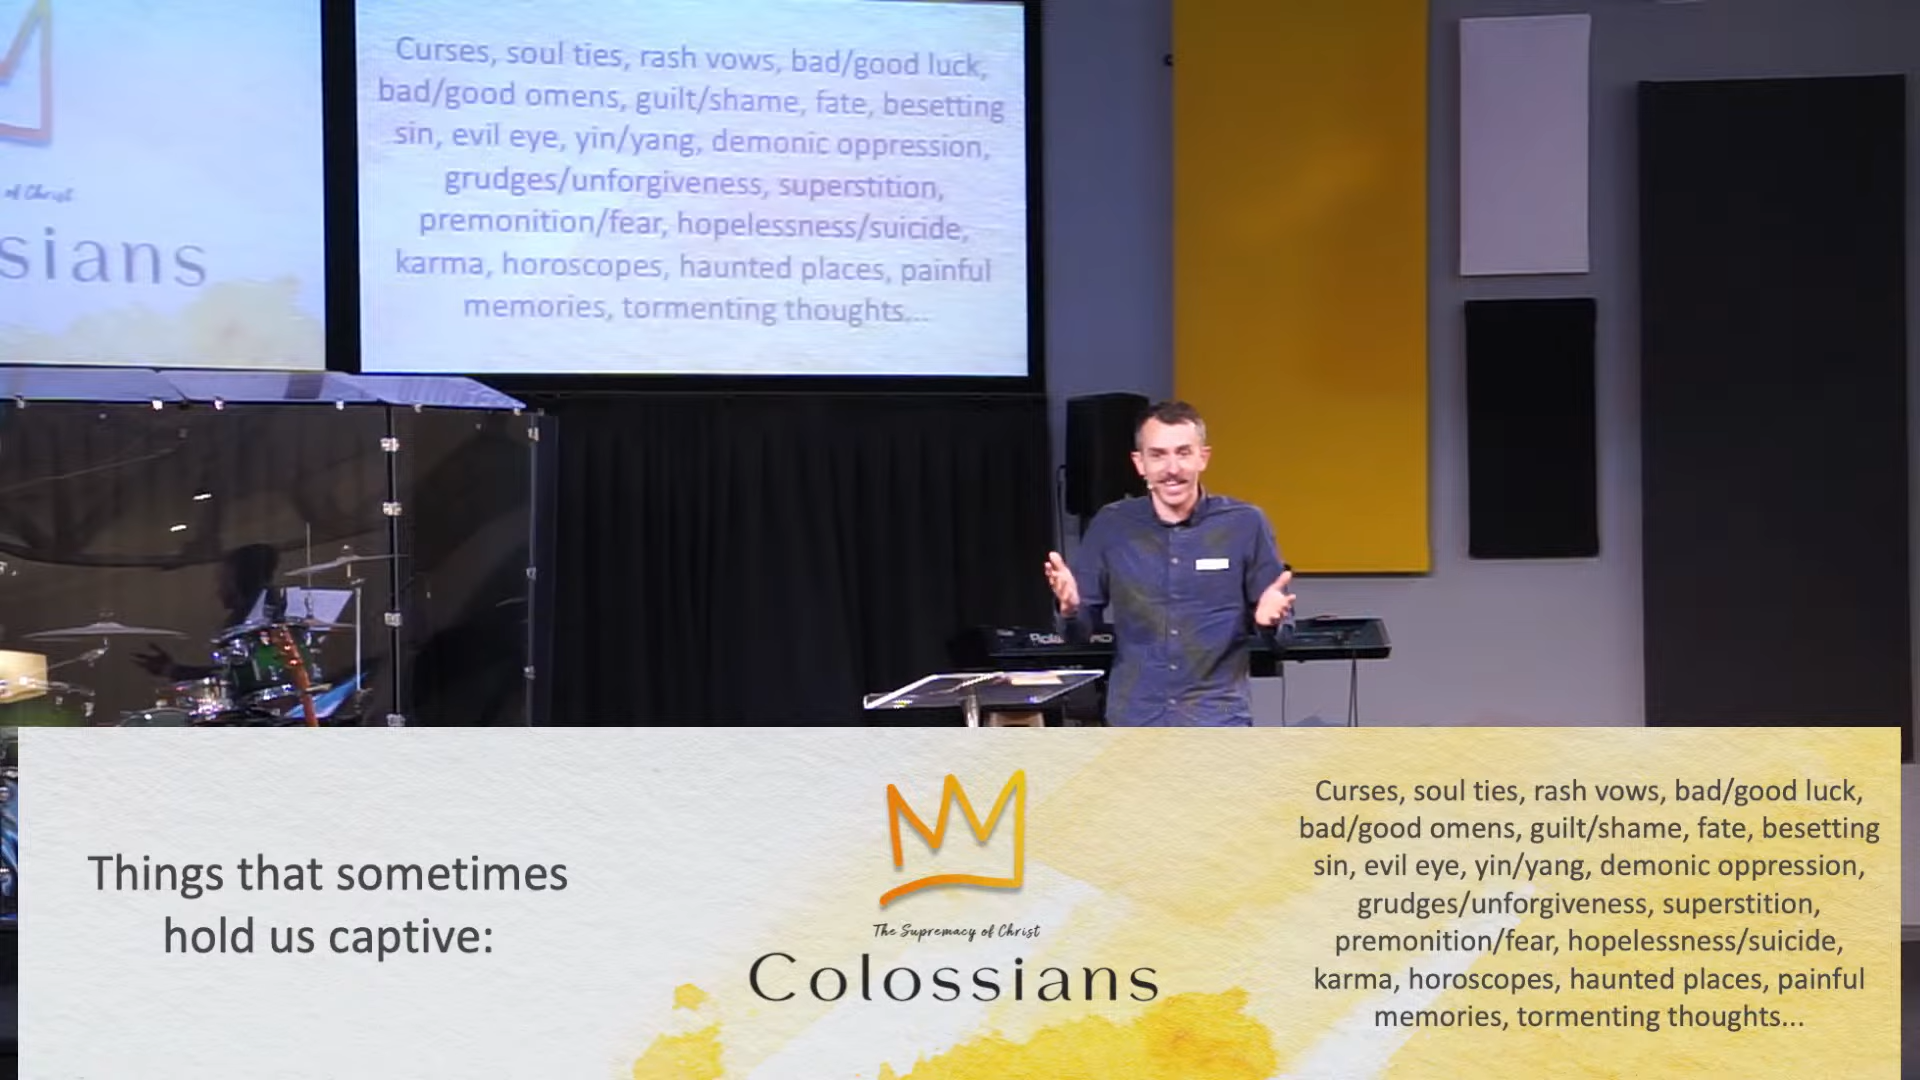 of Christ
sians
Curses, soul ties, rash vows, bad/good luck,
bad/good omens, guilt/shame, fate, besetting
sin, evil eye, yin/yang, demonic oppression,
grudges/unforgiveness, superstition,
premonition/fear, hopelessness/suicide,
karma, horoscopes, haunted places, painful
memories, tormenting thoughts...
Roland
Things that sometimes
hold us captive:
The Supremacy of Christ
Colossians
Curses, soul ties, rash vows, bad/good luck,
bad/good omens, guilt/shame, fate, besetting
sin, evil eye, yin/yang, demonic oppression,
grudges/unforgiveness, superstition,
premonition/fear, hopelessness/suicide,
karma, horoscopes, haunted places, painful
memories, tormenting thoughts...